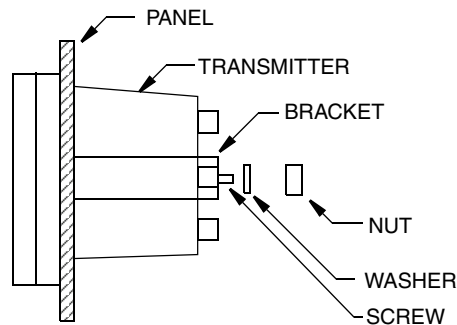 PANEL
TRANSMITTER
BRACKET
NUT
WASHER
SCREW